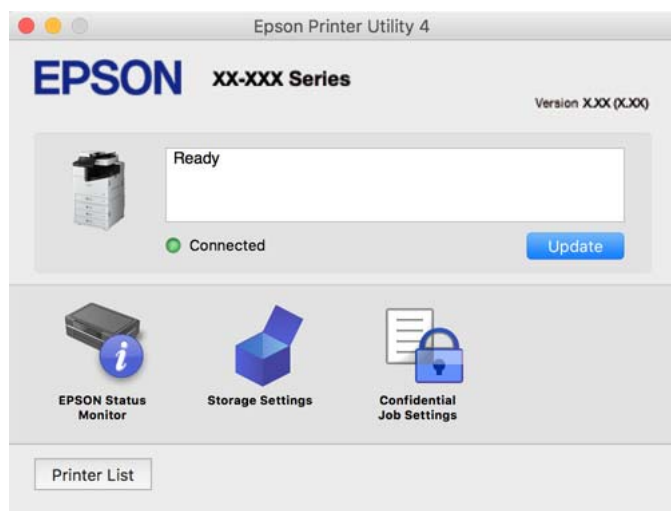 Epson Printer Utility 4
EPSON XX-XXX Series
Version X.XX (X.XX)
Ready
Connected
Update
EPSON Status
Monitor
Storage Settings
Confidential
Job Settings
Printer List